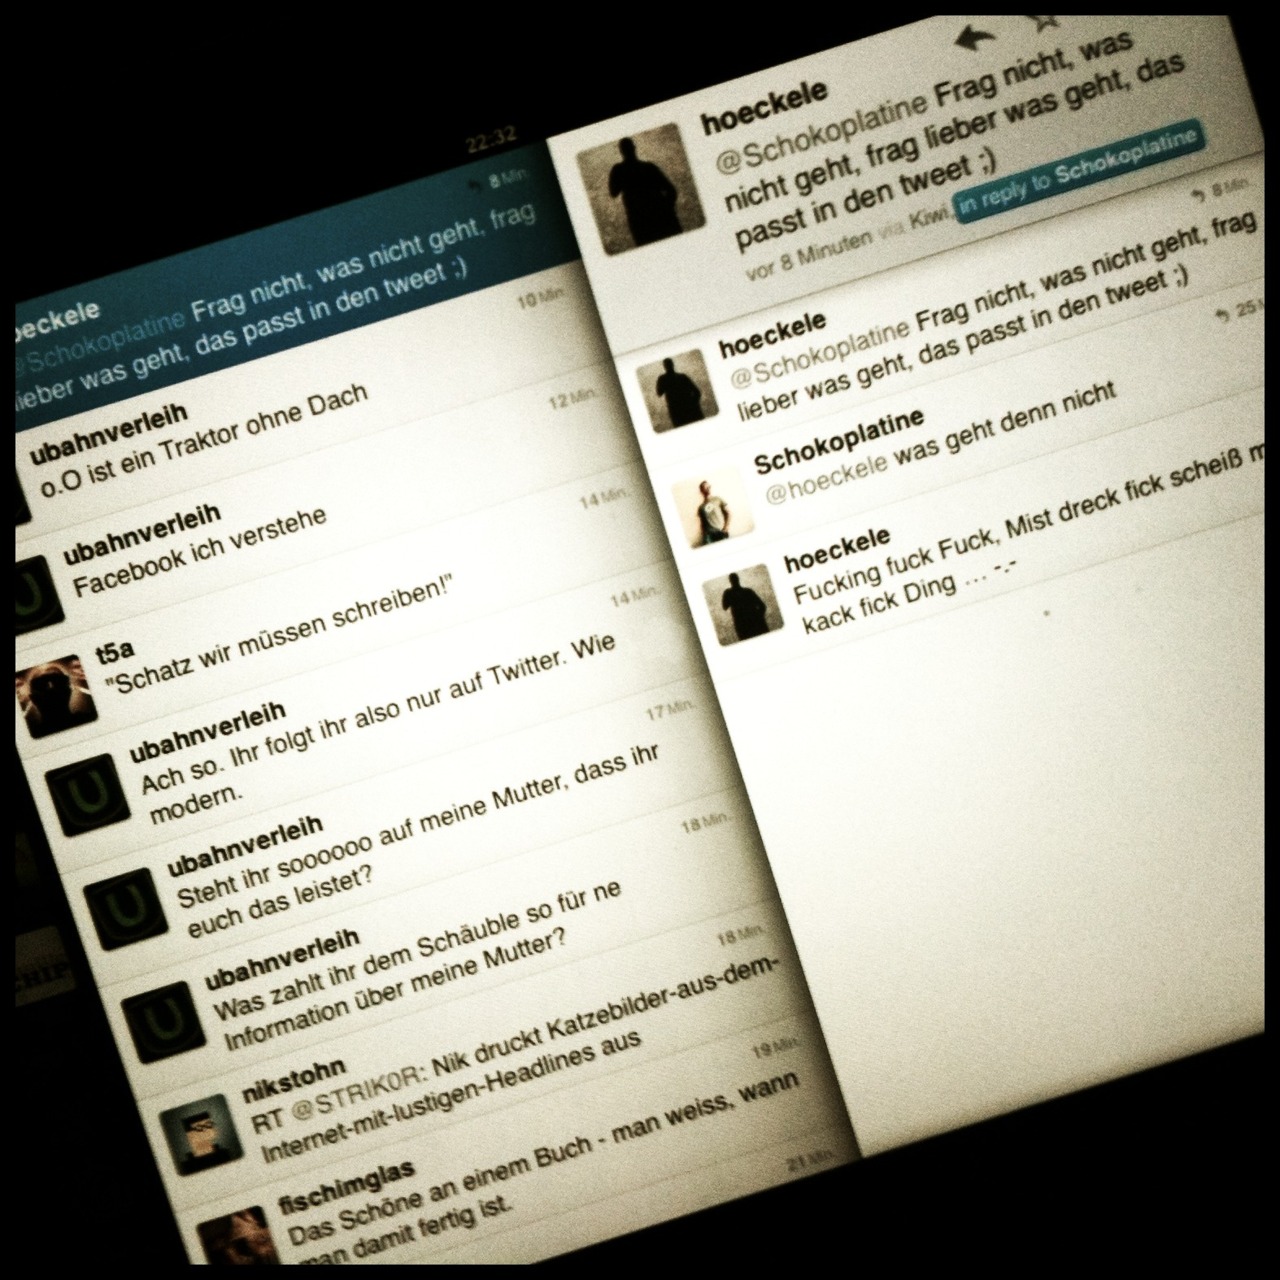 22:32
8 Min.
@Schokoplatine Frag nicht, was nicht geht, frag
lieber was geht, das passt in den tweet ;)
10 Min.
ubahnverleih
o.O ist ein Traktor ohne Dach
12 Min.
ubahnverleih
Facebook ich verstehe
14 Min.
t5a
"Schatz wir müssen schreiben!"
14 Min.
ubahnverleih
Ach so. Ihr folgt ihr also nur auf Twitter. Wie
modern.
17 Min.
ubahnverleih
Steht ihr soooooo auf meine Mutter, dass ihr
euch das leistet?
18 Min.
ubahnverleih
Was zahlt ihr dem Schäuble so für ne
Information über meine Mutter?
18 Min.
nikstohn
RT @STRIK0R: Nik druckt Katzebilder-aus-dem-
Internet-mit-lustigen-Headlines aus
19 Min.
fischimglas
Das Schöne an einem Buch - man weiss, wann
man damit fertig ist.
21 Min.
hoeckele
@Schokoplatine Frag nicht, was
nicht geht, frag lieber was geht, das
passt in den tweet ;)
vor 8 Minuten via Kiwi, in reply to Schokoplatine
8 Min.
hoeckele
@Schokoplatine Frag nicht, was nicht geht, frag
lieber was geht, das passt in den tweet ;)
25
Schokoplatine
@hoeckele was geht denn nicht
hoeckele
Fucking fuck Fuck, Mist dreck fick scheiß
kack fick Ding ... -.-